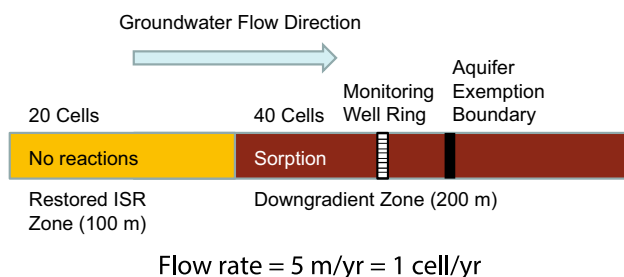 Groundwater Flow Direction
Monitoring
Well Ring
Aquifer
Exemption
Boundary
20 Cells
40 Cells
No reactions
Sorption
Restored ISR
Zone (100 m)
Downgradient Zone (200 m)
Flow rate = 5 m/yr = 1 cell/yr